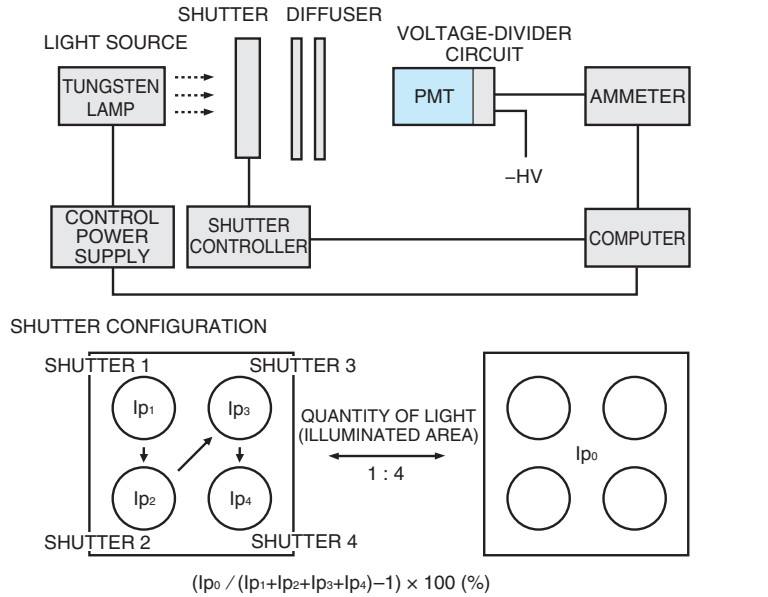 SHUTTER DIFFUSER
LIGHT SOURCE
VOLTAGE-DIVIDER
CIRCUIT
TUNGSTEN
LAMP
PMT
AMMETER
−HV
CONTROL
POWER
SUPPLY
SHUTTER
CONTROLLER
COMPUTER
SHUTTER CONFIGURATION
SHUTTER 1
SHUTTER 3
Ip1
Ip3
QUANTITY OF LIGHT
(ILLUMINATED AREA)
1 : 4
Ip0
Ip2
Ip4
SHUTTER 2
SHUTTER 4
(Ip0 / (Ip1+Ip2+Ip3+Ip4)−1) × 100 (%)